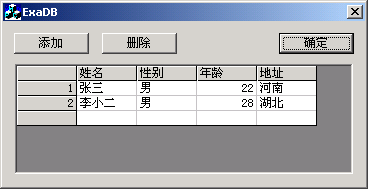 ExaDB
添加 删除 确定
姓名 性别 年龄 地址
1 张三 男 22 河南
2 李小二 男 28 湖北